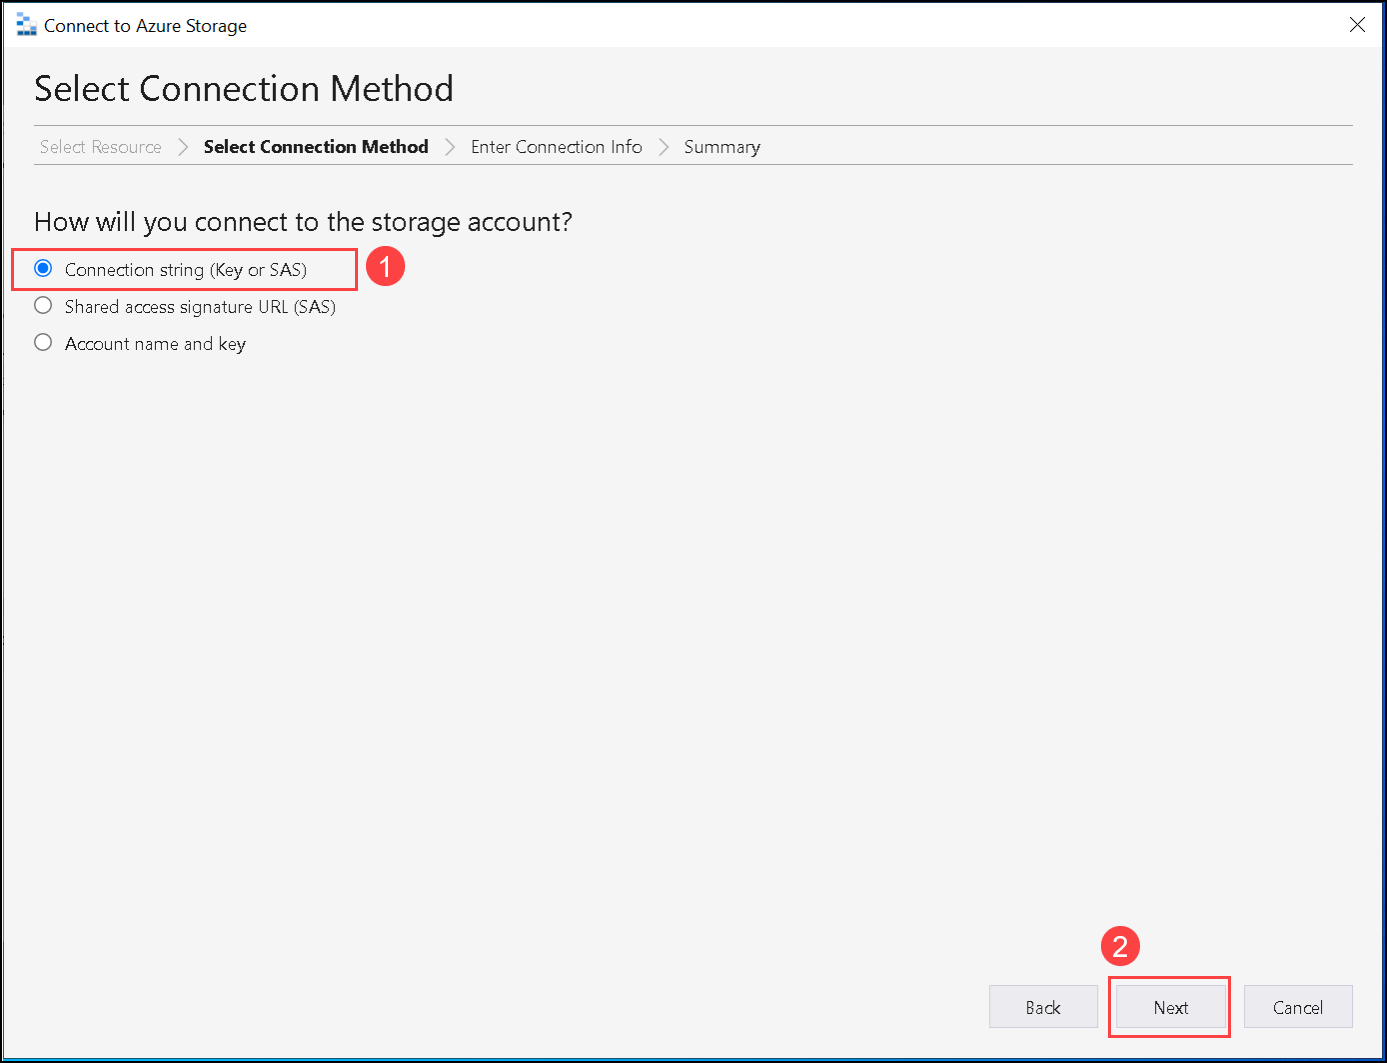 Connect to Azure Storage
Select Connection Method
Select Resource > Select Connection Method > Enter Connection Info > Summary
How will you connect to the storage account?
Connection string (Key or SAS) 1
Shared access signature URL (SAS)
Account name and key
2
Back Next Cancel